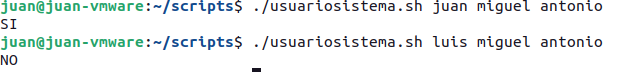 juan@juan-vmware:~/scripts$ ./usuariosistema.sh juan miguel antonio
SI
juan@juan-vmware:~/scripts$ ./usuariosistema.sh luis miguel antonio
NO